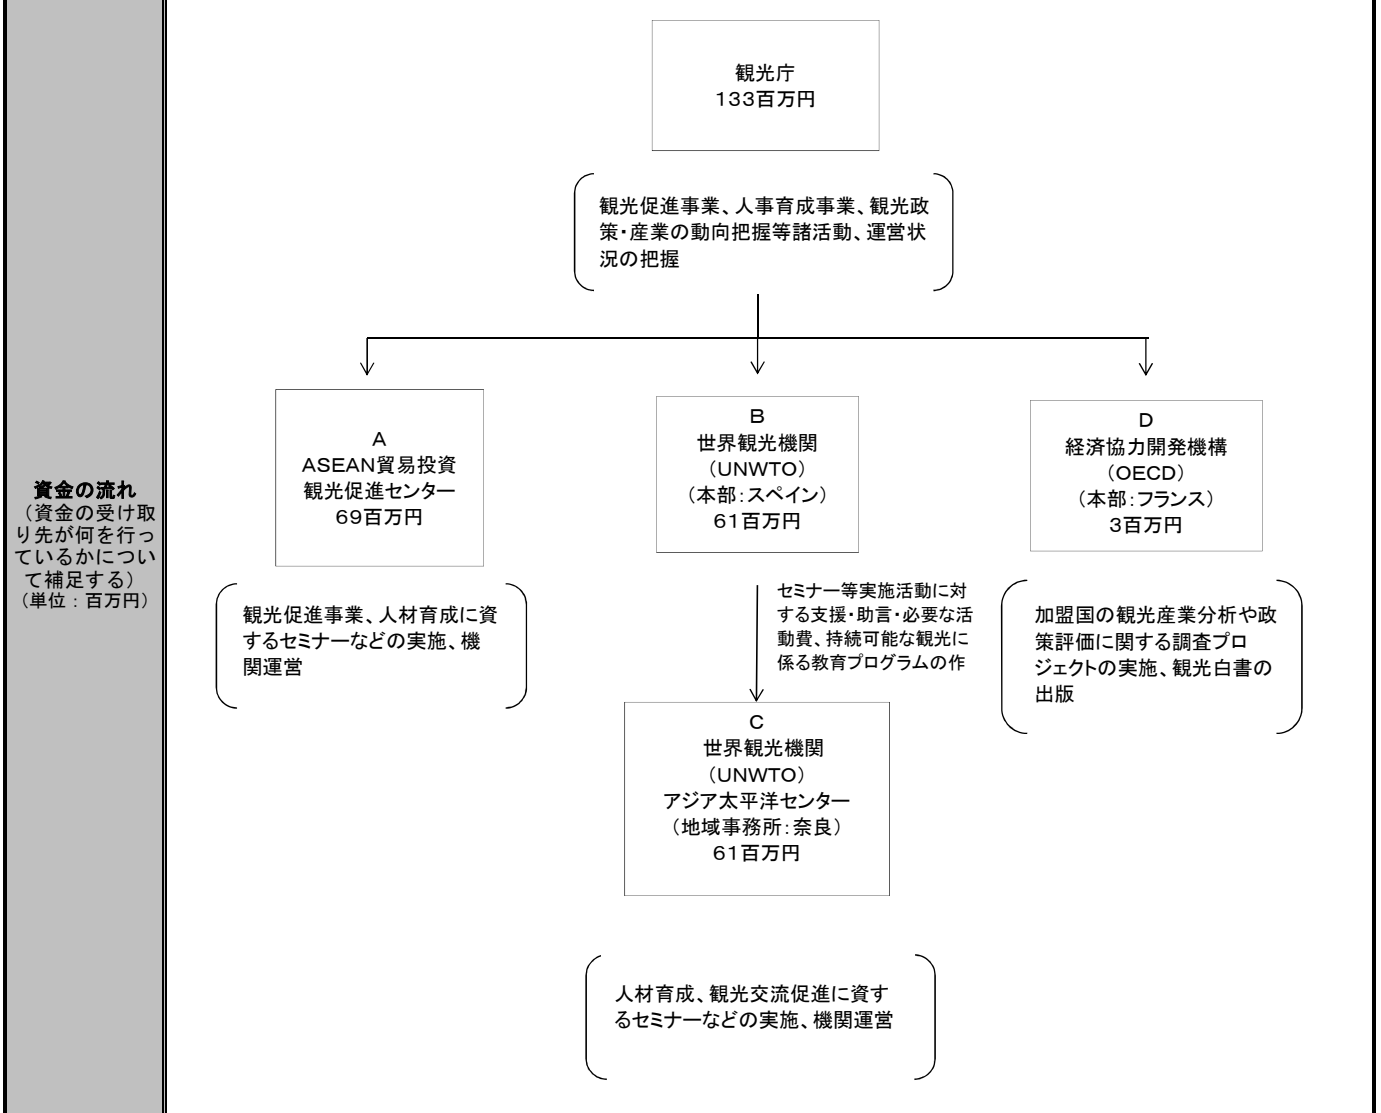 資金の流れ
（資金の受け取
り先が何を行っ
ているかについ
て補足する）
（単位：百万円）
観光庁
１３３百万円
観光促進事業、人事育成事業、観光政
策・産業の動向把握等諸活動、運営状
況の把握
Ａ
ＡＳＥＡＮ貿易投資
観光促進センター
６９百万円
観光促進事業、人材育成に資
するセミナーなどの実施、機
関運営
Ｂ
世界観光機関
（ＵＮＷＴＯ）
（本部：スペイン）
６１百万円
セミナー等実施活動に対
する支援・助言・必要な活
動費、持続可能な観光に
係る教育プログラムの作
Ｃ
世界観光機関
（ＵＮＷＴＯ）
アジア太平洋センター
（地域事務所：奈良）
６１百万円
人材育成、観光交流促進に資す
るセミナーなどの実施、機関運営
Ｄ
経済協力開発機構
（ＯＥＣＤ）
（本部：フランス）
３百万円
加盟国の観光産業分析や政
策評価に関する調査プロ
ジェクトの実施、観光白書の
出版